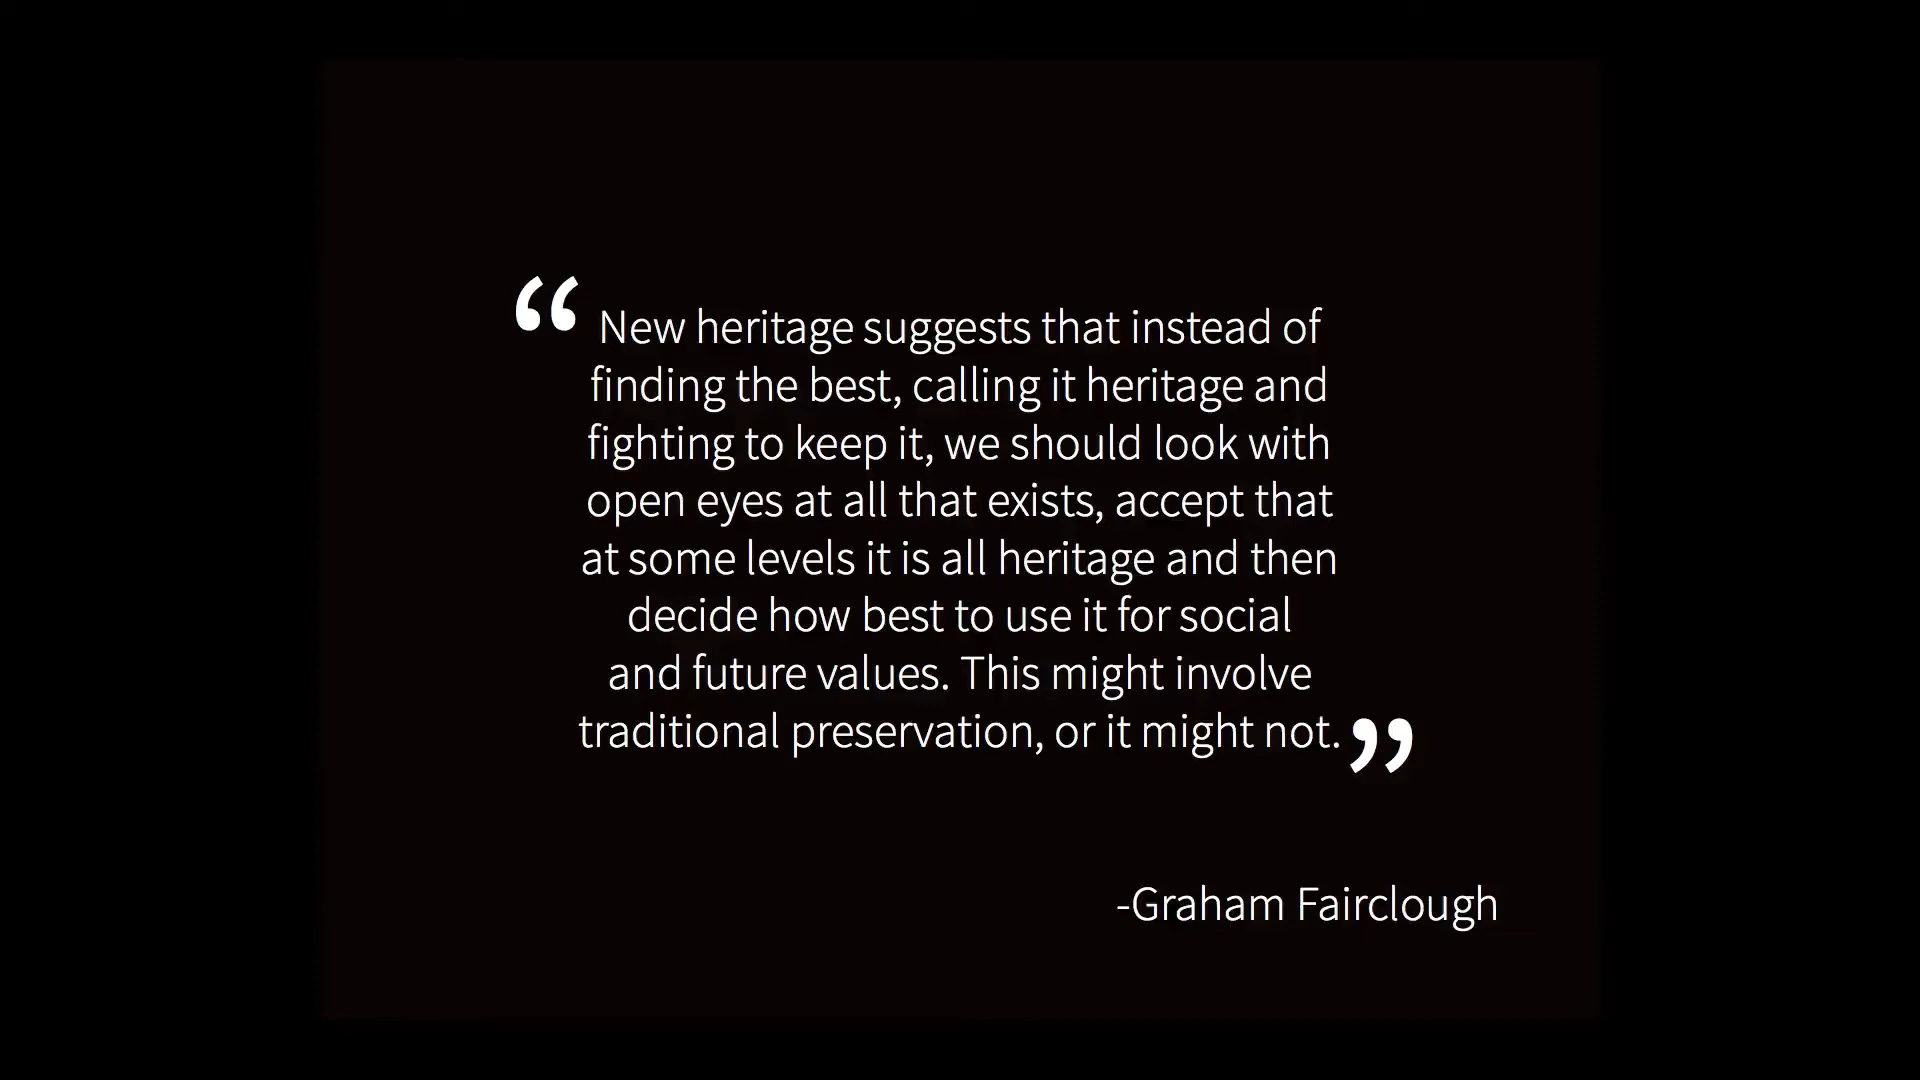 “ New heritage suggests that instead of
finding the best, calling it heritage and
fighting to keep it, we should look with
open eyes at all that exists, accept that
at some levels it is all heritage and then
decide how best to use it for social
and future values. This might involve
traditional preservation, or it might not. ”
-Graham Fairclough